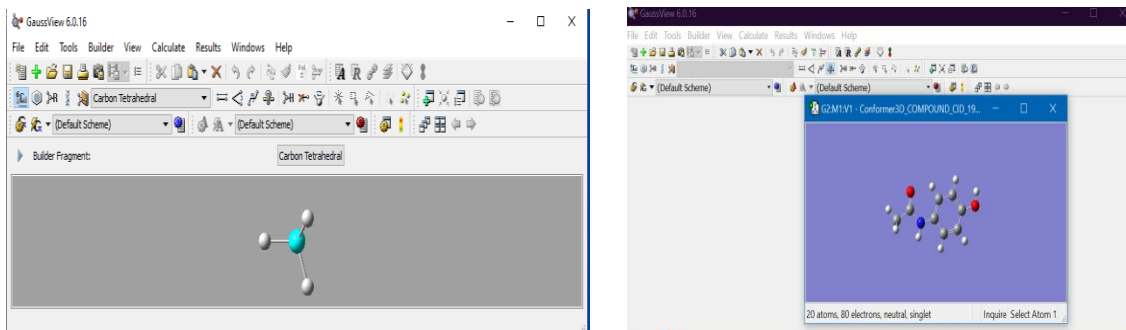 GaussView 6.0.16
File Edit Tools Builder View Calculate Results Windows Help
Carbon Tetrahedral
(Default Scheme) (Default Scheme)
Builder Fragment: Carbon Tetrahedral
GaussView 6.0.16
File Edit Tools Builder View Calculate Results Windows Help
(Default Scheme) (Default Scheme)
G2:M1:V1 - Conformer3D_COMPOUND_CID_19...
20 atoms, 80 electrons, neutral, singlet Inquire Select Atom 1